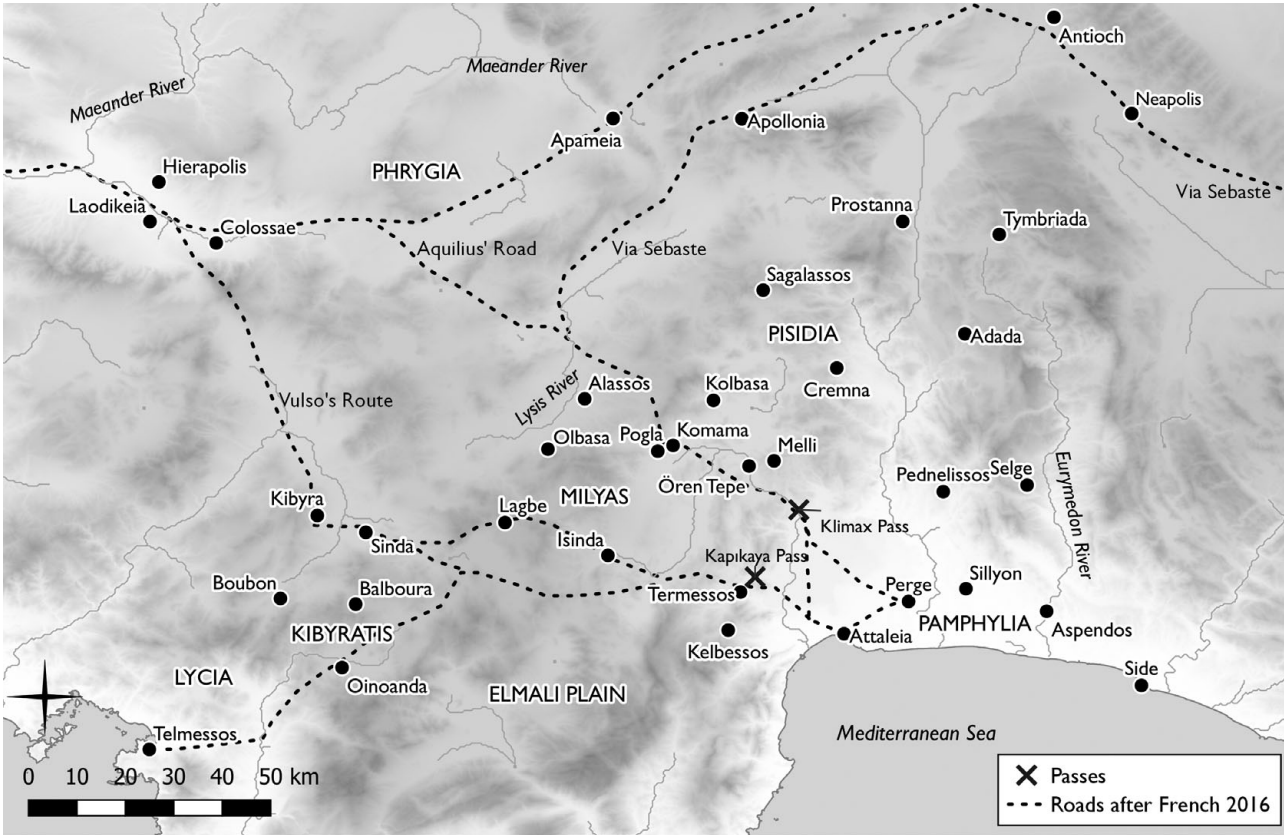 Antioch
Maeander River
Maeander River
Neapolis
Apameia
Apollonia
Hierapolis
PHRYGIA
Via Sebaste
Laodikeia
Prostanna
Tymbriada
Colossae
Aquilius' Road
Via Sebaste
Sagalassos
PISIDIA
Adada
Alassos
Kolbasa
Cremna
Vulso's Route
Lysis River
Olbasa
Pogla
Komama
Melli
Pednelissos
Selge
Eurymedon River
Ören Tepe
MILYAS
Kibyra
Lagbe
Klimax Pass
Sinda
Isinda
Kapıkaya Pass
Boubon
Balboura
Termessos
Perge
Sillyon
KIBYRATIS
PAMPHYLIA
Aspendos
Attaleia
Kelbessos
LYCIA
Oinoanda
ELMALI PLAIN
Side
Telmessos
Mediterranean Sea
0 10 20 30 40 50 km
Passes
Roads after French 2016